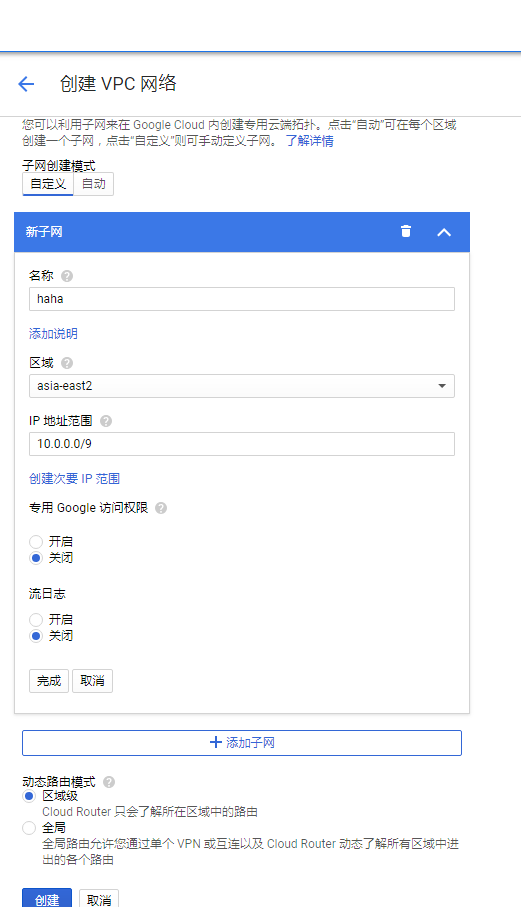 创建 VPC 网络
您可以利用子网来在 Google Cloud 内创建专用云端拓扑。点击“自动”可在每个区域
创建一个子网，点击“自定义”则可手动定义子网。 了解详情
子网创建模式
自定义 自动
新子网
名称
haha
添加说明
区域
asia-east2
IP 地址范围
10.0.0.0/9
创建次要 IP 范围
专用 Google 访问权限
开启
关闭
流日志
开启
关闭
完成 取消
添加子网
动态路由模式
区域级
Cloud Router 只会了解所在区域中的路由
全局
全局路由允许您通过单个 VPN 或互连以及 Cloud Router 动态了解所有区域中进
出的各个路由
创建 取消